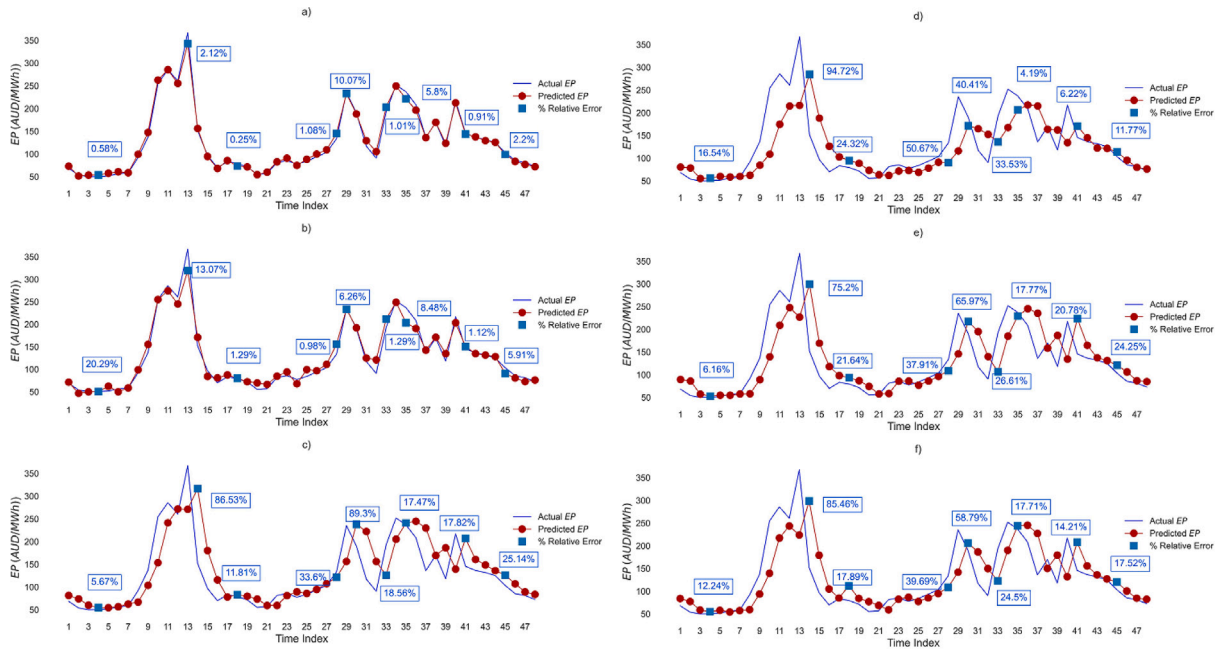 a)
EP (AUD/MWh))
350
300
250
200
150
100
50
0.58%
2.12%
0.25%
1.08%
10.07%
1.01%
5.8%
0.91%
2.2%
Actual EP
Predicted EP
% Relative Error
1 3 5 7 9 11 13 15 17 19 21 23 25 27 29 31 33 35 37 39 41 43 45 47
Time Index
b)
EP (AUD/MWh))
350
300
250
200
150
100
50
20.29%
13.07%
1.29%
0.98%
6.26%
1.29%
8.48%
1.12%
5.91%
Actual EP
Predicted EP
% Relative Error
1 3 5 7 9 11 13 15 17 19 21 23 25 27 29 31 33 35 37 39 41 43 45 47
Time Index
c)
EP (AUD/MWh))
350
300
250
200
150
100
50
5.67%
86.53%
11.81%
33.6%
89.3%
18.56%
17.47%
17.82%
25.14%
Actual EP
Predicted EP
% Relative Error
1 3 5 7 9 11 13 15 17 19 21 23 25 27 29 31 33 35 37 39 41 43 45 47
Time Index
d)
EP (AUD/MWh))
350
300
250
200
150
100
50
16.54%
94.72%
24.32%
50.67%
40.41%
33.53%
4.19%
6.22%
11.77%
Actual EP
Predicted EP
% Relative Error
1 3 5 7 9 11 13 15 17 19 21 23 25 27 29 31 33 35 37 39 41 43 45 47
Time Index
e)
EP (AUD/MWh))
350
300
250
200
150
100
50
6.16%
75.2%
21.64%
37.91%
65.97%
26.61%
17.77%
20.78%
24.25%
Actual EP
Predicted EP
% Relative Error
1 3 5 7 9 11 13 15 17 19 21 23 25 27 29 31 33 35 37 39 41 43 45 47
Time Index
f)
EP (AUD/MWh))
350
300
250
200
150
100
50
12.24%
85.46%
17.89%
39.69%
58.79%
24.5%
17.71%
14.21%
17.52%
Actual EP
Predicted EP
% Relative Error
1 3 5 7 9 11 13 15 17 19 21 23 25 27 29 31 33 35 37 39 41 43 45 47
Time Index